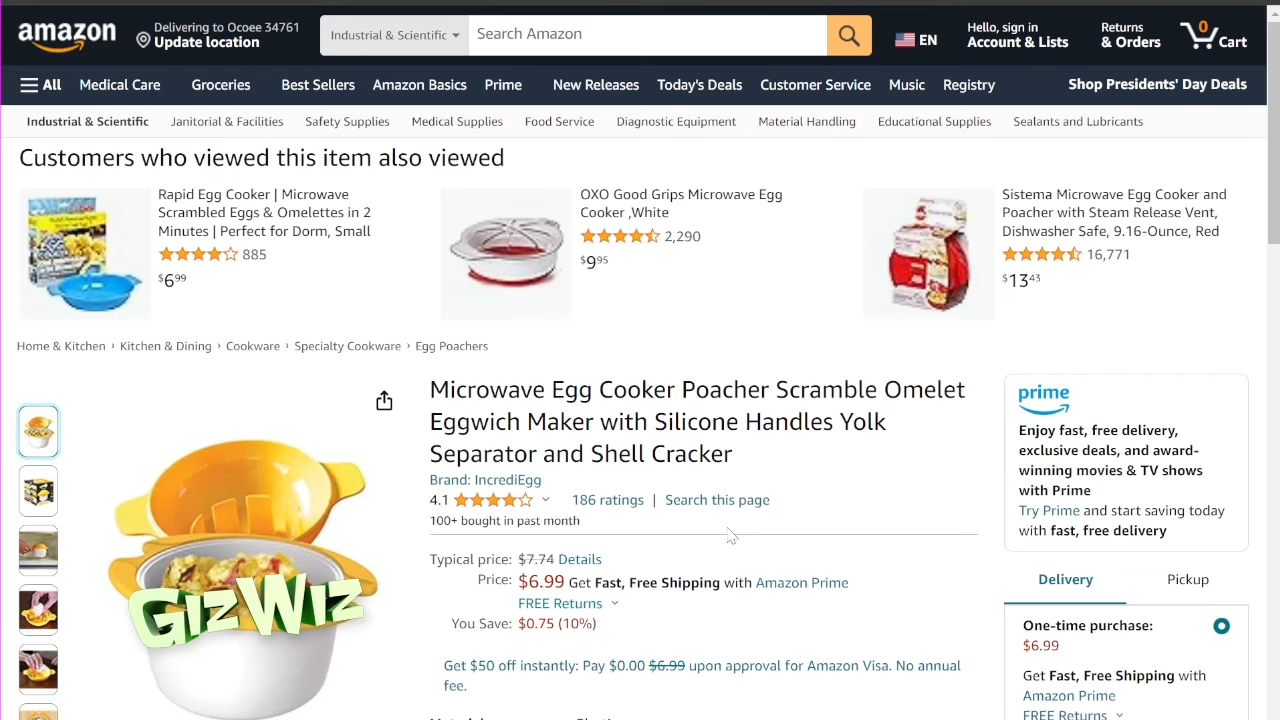 amazon
Delivering to Ocoee 34761
Update location
Industrial & Scientific
Search Amazon
EN
Hello, sign in
Account & Lists
Returns
& Orders
0
Cart
All
Medical Care
Groceries
Best Sellers
Amazon Basics
Prime
New Releases
Today's Deals
Customer Service
Music
Registry
Shop Presidents' Day Deals
Industrial & Scientific
Janitorial & Facilities
Safety Supplies
Medical Supplies
Food Service
Diagnostic Equipment
Material Handling
Educational Supplies
Sealants and Lubricants
Customers who viewed this item also viewed
Rapid Egg Cooker | Microwave
Scrambled Eggs & Omelettes in 2
Minutes | Perfect for Dorm, Small
885
$6.99
OXO Good Grips Microwave Egg
Cooker ,White
2,290
$9.95
Sistema Microwave Egg Cooker and
Poacher with Steam Release Vent,
Dishwasher Safe, 9.16-Ounce, Red
16,771
$13.43
Home & Kitchen › Kitchen & Dining › Cookware › Specialty Cookware › Egg Poachers
GizWiz
Microwave Egg Cooker Poacher Scramble Omelet
Eggwich Maker with Silicone Handles Yolk
Separator and Shell Cracker
Brand: IncrediEgg
4.1
186 ratings | Search this page
100+ bought in past month
Typical price: $7.74 Details
Price: $6.99 Get Fast, Free Shipping with Amazon Prime
FREE Returns
You Save: $0.75 (10%)
Get $50 off instantly: Pay $0.00 $6.99 upon approval for Amazon Visa. No annual
fee.
prime
Enjoy fast, free delivery,
exclusive deals, and award-
winning movies & TV shows
with Prime
Try Prime and start saving today
with fast, free delivery
Delivery
Pickup
One-time purchase:
$6.99
Get Fast, Free Shipping with
Amazon Prime
FREE Returns